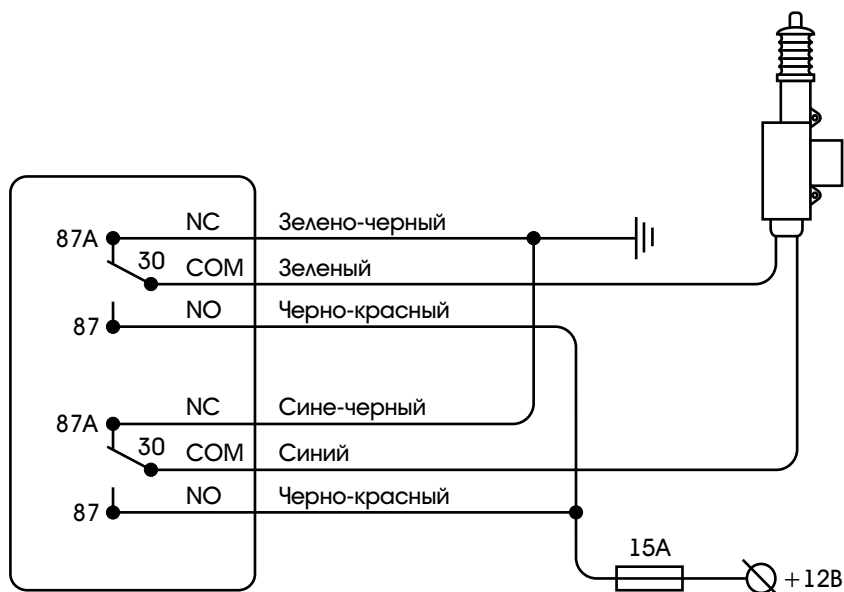 87A NC Зелено-черный
30 COM Зеленый
87 NO Черно-красный
87A NC Сине-черный
30 COM Синий
87 NO Черно-красный
15А
+12В